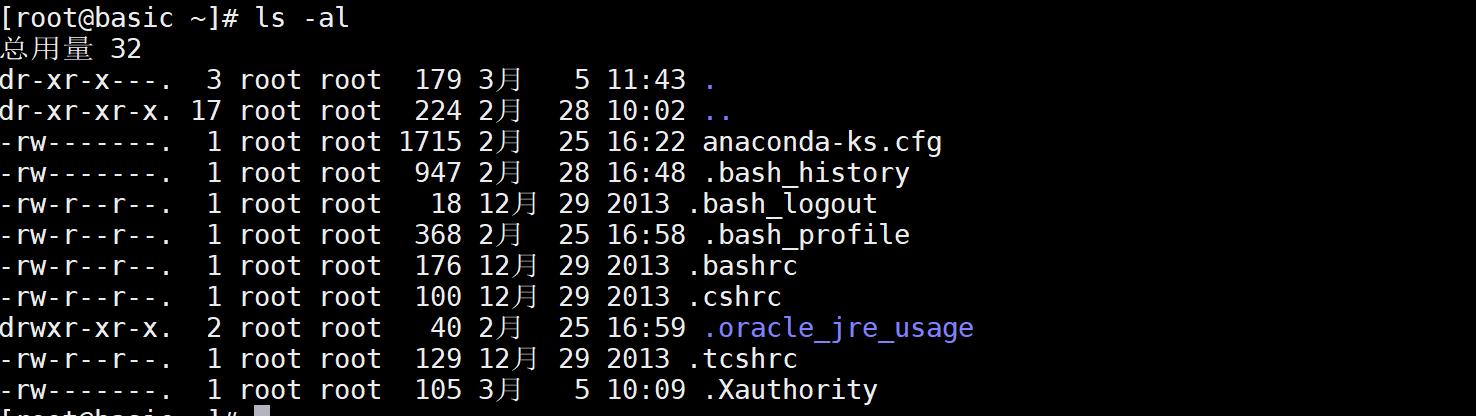 [root@basic ~]# ls -al
总用量 32
dr-xr-x---.  3 root root  179 3月   5 11:43 .
dr-xr-xr-x. 17 root root  224 2月  28 10:02 ..
-rw-------.  1 root root 1715 2月  25 16:22 anaconda-ks.cfg
-rw-------.  1 root root  947 2月  28 16:48 .bash_history
-rw-r--r--.  1 root root   18 12月 29 2013 .bash_logout
-rw-r--r--.  1 root root  368 2月  25 16:58 .bash_profile
-rw-r--r--.  1 root root  176 12月 29 2013 .bashrc
-rw-r--r--.  1 root root  100 12月 29 2013 .cshrc
drwxr-xr-x.  2 root root   40 2月  25 16:59 .oracle_jre_usage
-rw-r--r--.  1 root root  129 12月 29 2013 .tcshrc
-rw-------.  1 root root  105 3月   5 10:09 .Xauthority
[root@basic ~]#